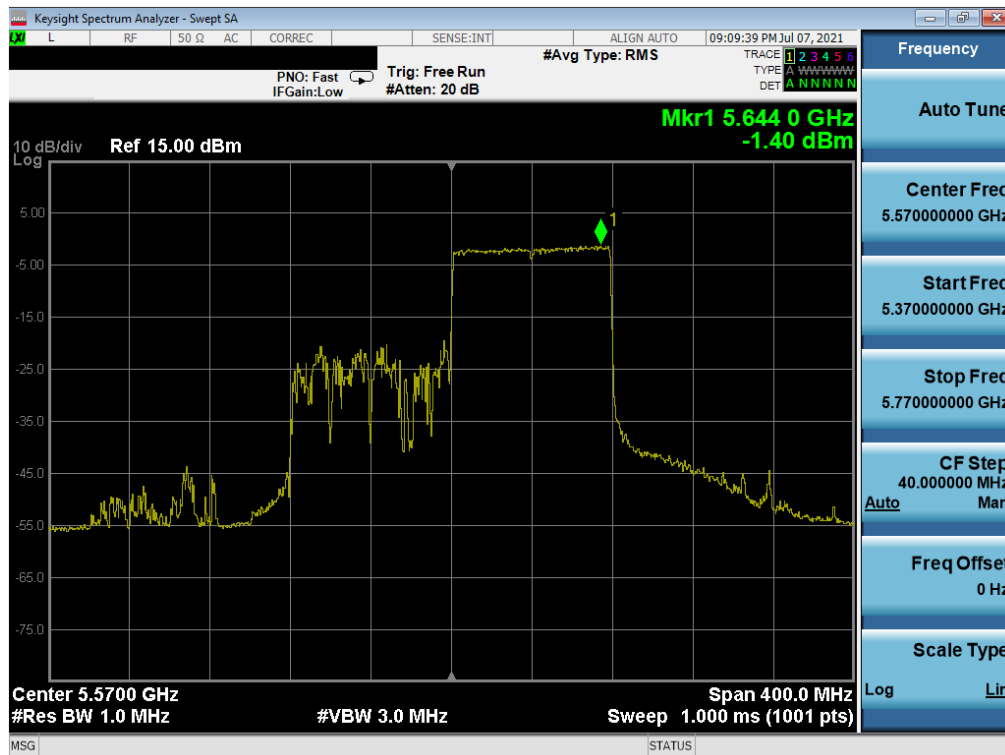 Keysight Spectrum Analyzer - Swept SA
LXI L RF 50 Ω AC CORREC SENSE:INT ALIGN AUTO 09:09:39 PM Jul 07, 2021
#Avg Type: RMS
TRACE 1 2 3 4 5 6
TYPE A WWWWW
DET A N N N N N
PNO: Fast
IFGain:Low
Trig: Free Run
#Atten: 20 dB
Mkr1 5.644 0 GHz
-1.40 dBm
10 dB/div Ref 15.00 dBm
Log
5.00
-5.00
-15.0
-25.0
-35.0
-45.0
-55.0
-65.0
-75.0
1
Center 5.5700 GHz Span 400.0 MHz
#Res BW 1.0 MHz #VBW 3.0 MHz Sweep 1.000 ms (1001 pts)
MSG STATUS
Frequency
Auto Tune
Center Freq
5.570000000 GHz
Start Freq
5.370000000 GHz
Stop Freq
5.770000000 GHz
CF Step
40.000000 MHz
Auto Man
Freq Offset
0 Hz
Scale Type
Log Lin